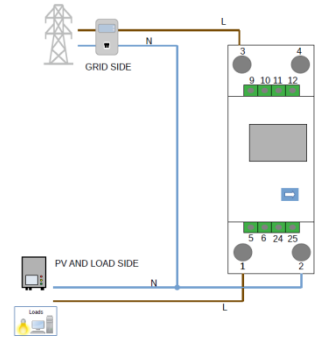 L
3 4
N
9 10 11 12
GRID SIDE
5 6 24 25
PV AND LOAD SIDE
1 2
N
L
Loads